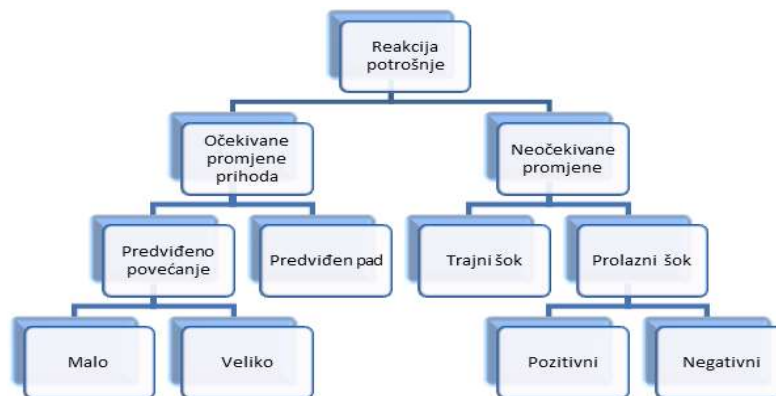 Reakcija
potrošnje
Očekivane
promjene
prihoda
Neočekivane
promjene
Predviđeno
povećanje
Predviđen pad
Trajni šok
Prolazni šok
Malo
Veliko
Pozitivni
Negativni